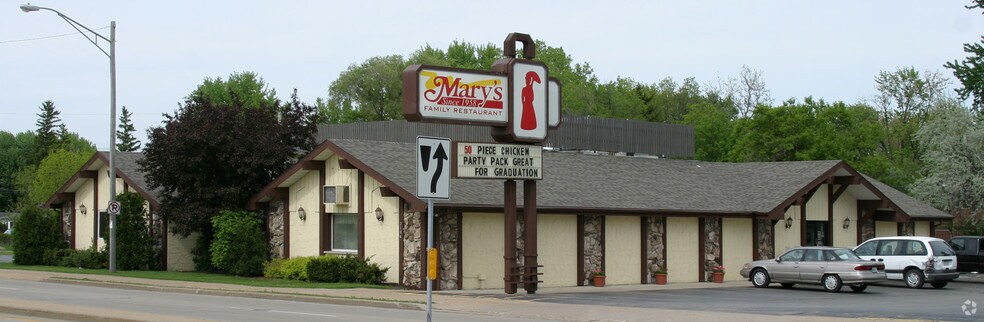 Mary's
Since 1958
FAMILY RESTAURANT
50 PIECE CHICKEN
PARTY PACK GREAT
FOR GRADUATION